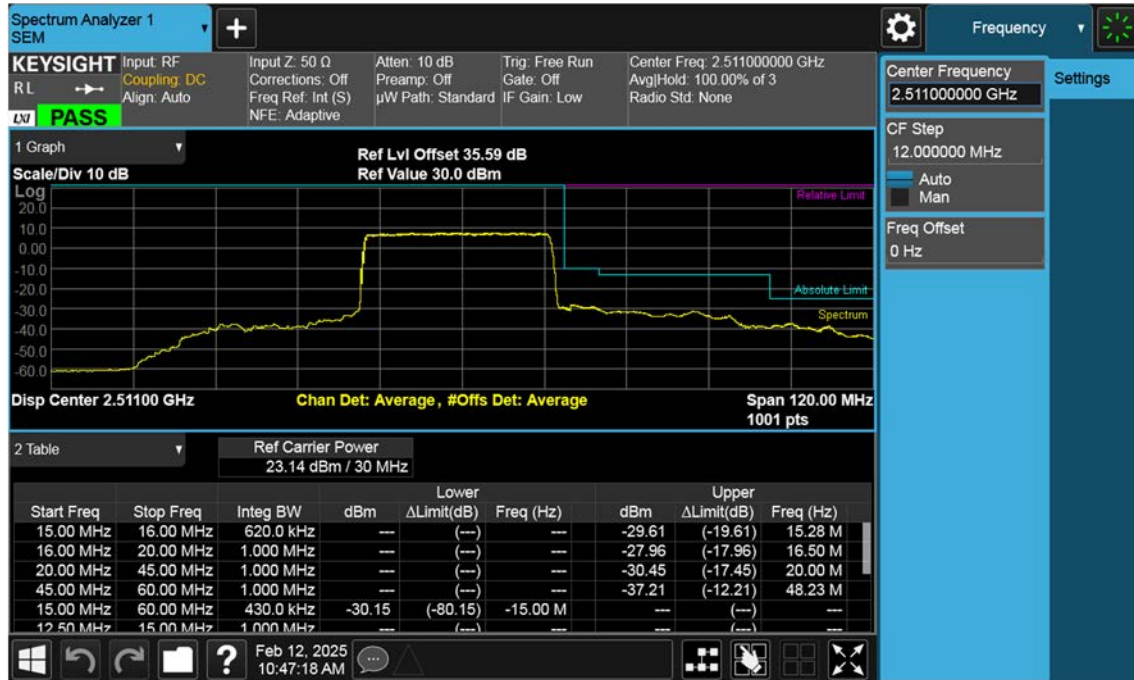 Spectrum Analyzer 1
SEM
Frequency
KEYSIGHT
R L
LXI PASS
Input: RF
Coupling: DC
Align: Auto
Input Z: 50 Ω
Corrections: Off
Freq Ref: Int (S)
NFE: Adaptive
Atten: 10 dB
Preamp: Off
µW Path: Standard
Trig: Free Run
Gate: Off
IF Gain: Low
Center Freq: 2.511000000 GHz
Avg|Hold: 100.00% of 3
Radio Std: None
Center Frequency
2.511000000 GHz
Settings
CF Step
12.000000 MHz
Auto
Man
Freq Offset
0 Hz
1 Graph
Scale/Div 10 dB
Ref Lvl Offset 35.59 dB
Ref Value 30.0 dBm
Log
20.0
10.0
0.00
-10.0
-20.0
-30.0
-40.0
-50.0
-60.0
Relative Limit
Absolute Limit
Spectrum
Disp Center 2.51100 GHz
Chan Det: Average, #Offs Det: Average
Span 120.00 MHz
1001 pts
2 Table
Ref Carrier Power
23.14 dBm / 30 MHz
Lower Upper
Start Freq Stop Freq Integ BW dBm ΔLimit(dB) Freq (Hz) dBm ΔLimit(dB) Freq (Hz)
15.00 MHz 16.00 MHz 620.0 kHz --- (---) --- -29.61 (-19.61) 15.28 M
16.00 MHz 20.00 MHz 1.000 MHz --- (---) --- -27.96 (-17.96) 16.50 M
20.00 MHz 45.00 MHz 1.000 MHz --- (---) --- -30.45 (-17.45) 20.00 M
45.00 MHz 60.00 MHz 1.000 MHz --- (---) --- -37.21 (-12.21) 48.23 M
15.00 MHz 60.00 MHz 430.0 kHz -30.15 (-80.15) -15.00 M --- (---) ---
12.50 MHz 15.00 MHz 1.000 MHz --- (---) --- --- (---) ---
?
Feb 12, 2025
10:47:18 AM